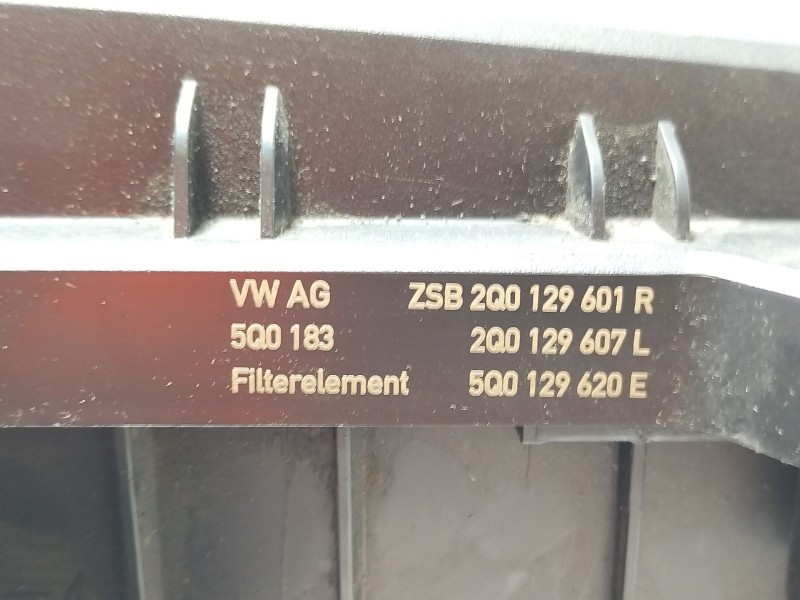 VW AG ZSB 2Q0 129 601 R
5Q0 183 2Q0 129 607 L
Filterelement 5Q0 129 620 E